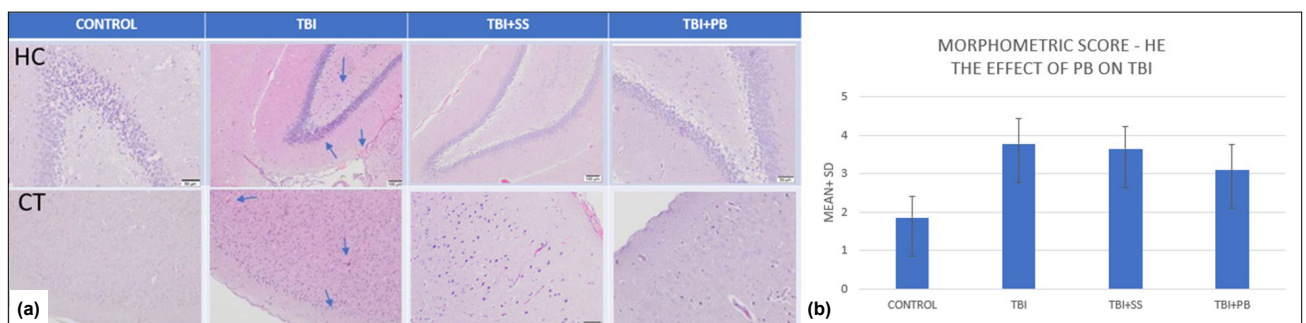 CONTROL TBI TBI+SS TBI+PB
HC
CT
(a)
MORPHOMETRIC SCORE - HE
THE EFFECT OF PB ON TBI
MEAN+ SD
5
4
3
2
1
0
CONTROL TBI TBI+SS TBI+PB
(b)